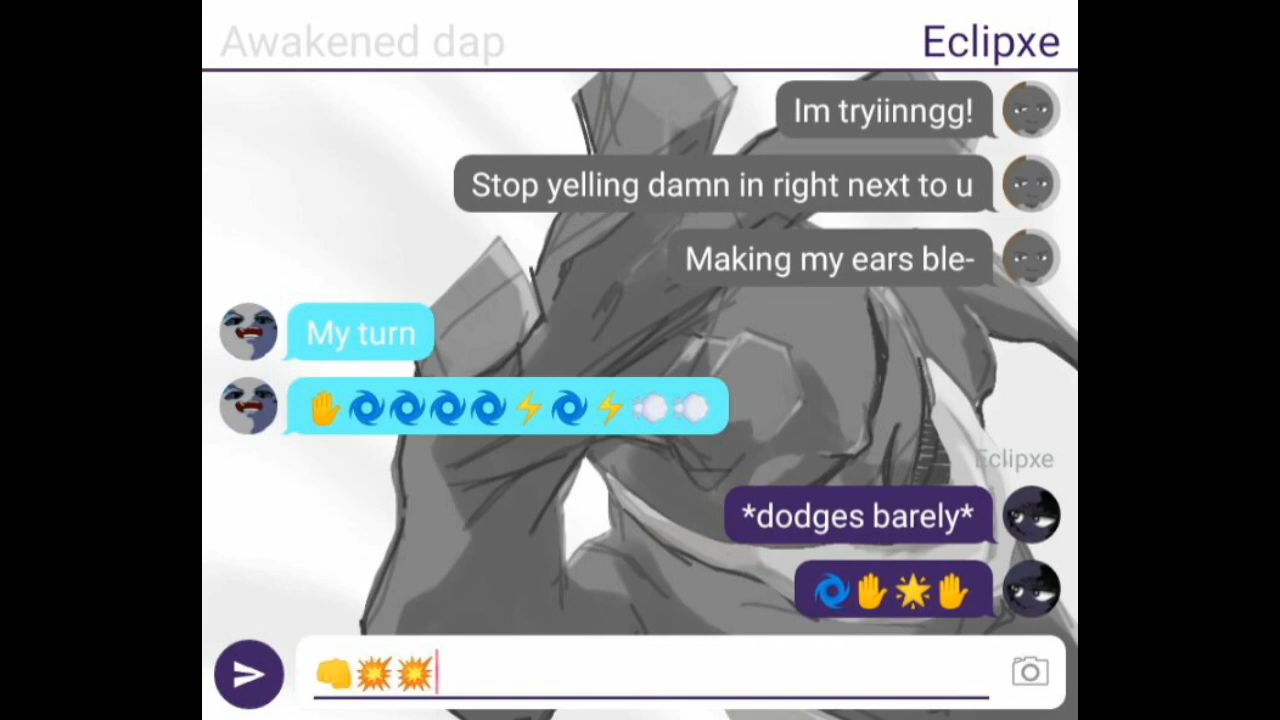 Awakened dap
Eclipxe
Im tryiinngg!
Stop yelling damn in right next to u
Making my ears ble-
My turn
✋🌀🌀🌀🌀⚡🌀⚡💨💨
Eclipxe
*dodges barely*
🌀✋🌟✋
👊💥💥